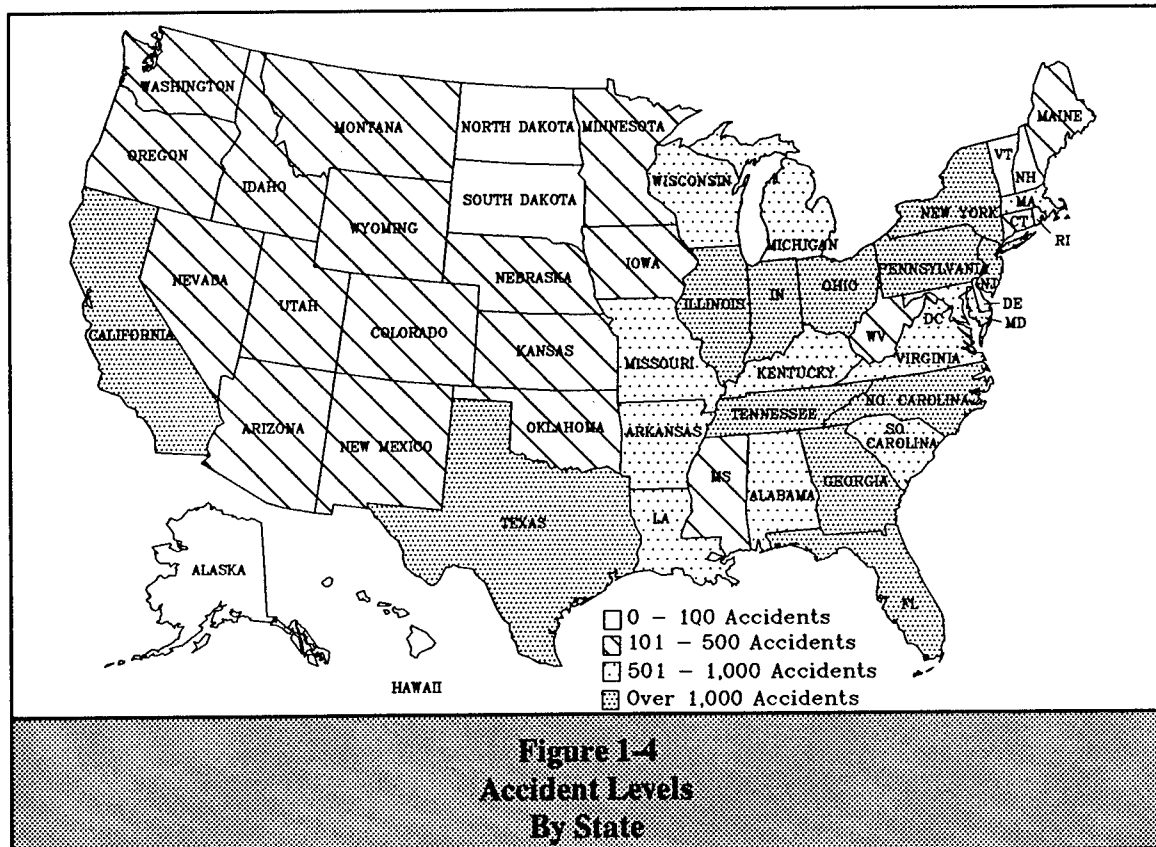 WASHINGTON
OREGON
IDAHO
MONTANA
WYOMING
NORTH DAKOTA
SOUTH DAKOTA
MINNESOTA
WISCONSIN
MICHIGAN
NEBRASKA
IOWA
NEVADA
UTAH
COLORADO
KANSAS
CALIFORNIA
ARIZONA
NEW MEXICO
OKLAHOMA
TEXAS
MISSOURI
ARKANSAS
LA
ILLINOIS
IN
OHIO
KENTUCKY
TENNESSEE
MS
ALABAMA
GEORGIA
FL
SO.
CAROLINA
NO. CAROLINA
VIRGINIA
WV
DC
MD
DE
NJ
PENNSYLVANIA
NEW YORK
CT
RI
MA
VT
NH
MAINE
ALASKA
HAWAII
0 - 100 Accidents
101 - 500 Accidents
501 - 1,000 Accidents
Over 1,000 Accidents
Figure 1-4
Accident Levels
By State